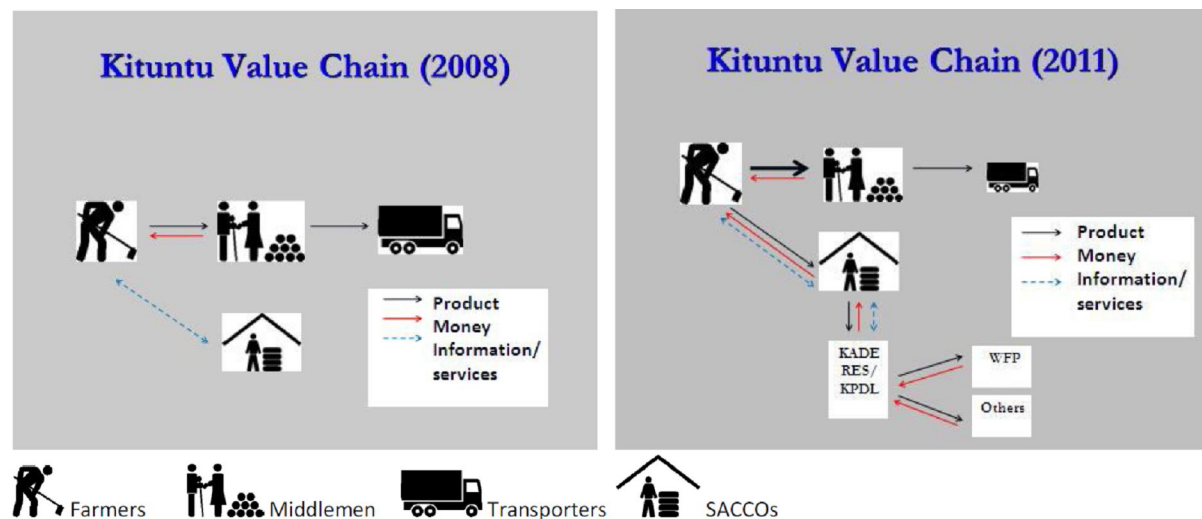 Kituntu Value Chain (2008)
Product
Money
Information/
services
Kituntu Value Chain (2011)
Product
Money
Information/
services
KADE
RES/
KPDL
WFP
Others
Farmers
Middlemen
Transporters
SACCOs